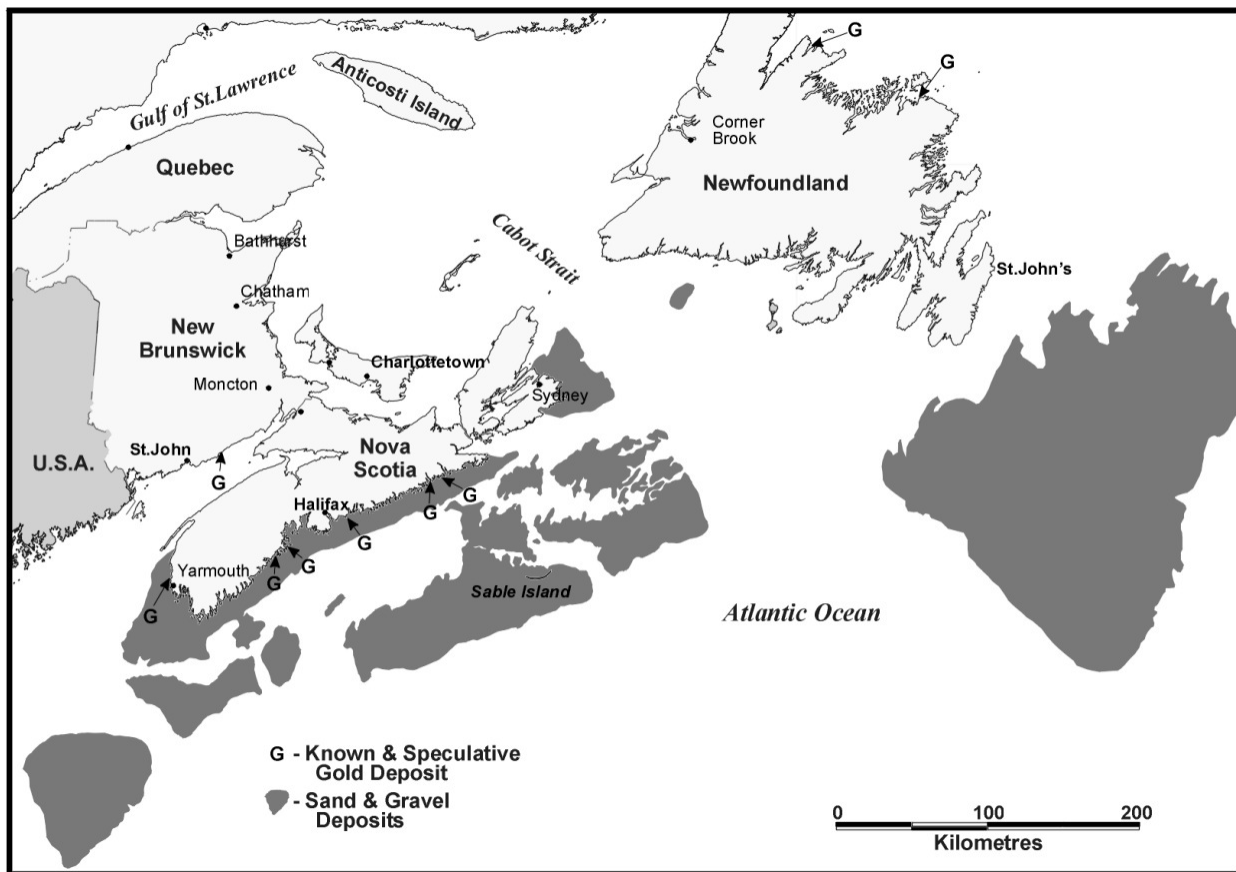 G
G
Gulf of St.Lawrence
Anticosti Island
Corner
Brook
Quebec
Newfoundland
Cabot Strait
Bathhurst
St.John's
Chatham
New
Brunswick
Charlottetown
Moncton
Sydney
St.John
Nova
Scotia
U.S.A.
G
G
G
Halifax
G
G
Yarmouth
G
Sable Island
G
Atlantic Ocean
G - Known & Speculative
Gold Deposit
- Sand & Gravel
Deposits
0 100 200
Kilometres